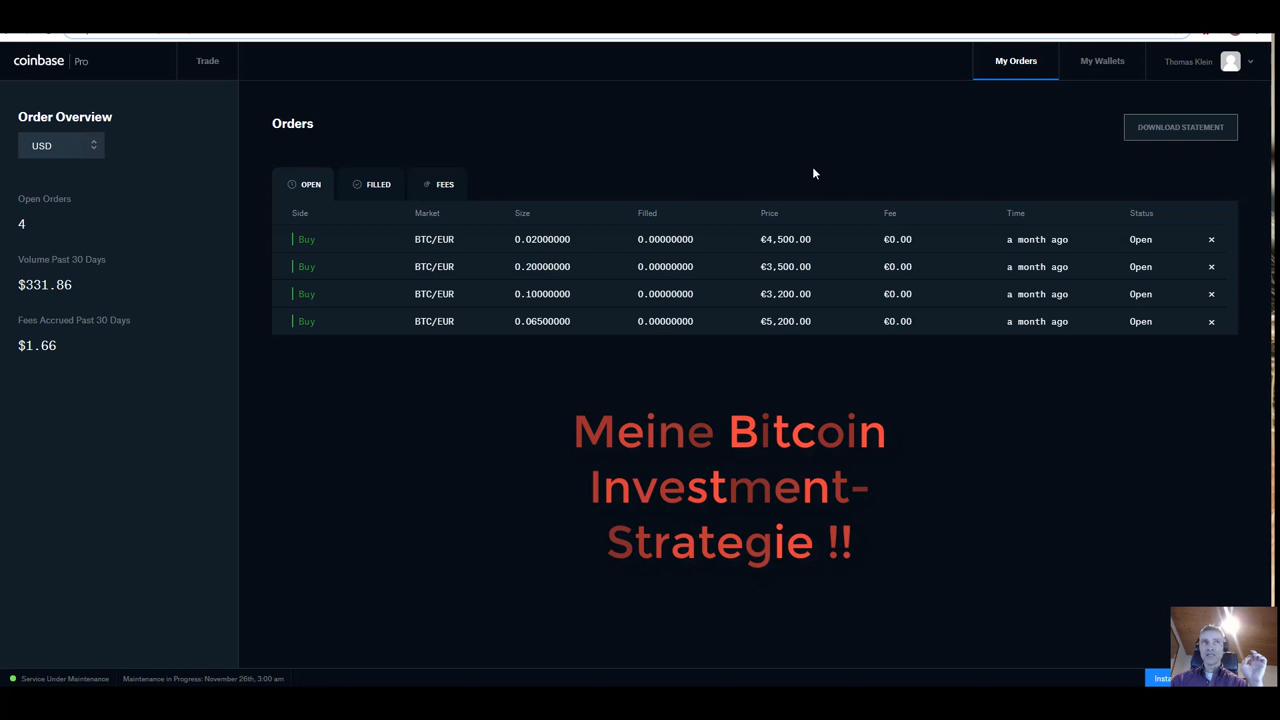 coinbase | Pro
Trade
My Orders
My Wallets
Thomas Klein
Order Overview
USD
Open Orders
4
Volume Past 30 Days
$331.86
Fees Accrued Past 30 Days
$1.66
Orders
DOWNLOAD STATEMENT
OPEN FILLED FEES
Side Market Size Filled Price Fee Time Status
Buy BTC/EUR 0.02000000 0.00000000 €4,500.00 €0.00 a month ago Open ×
Buy BTC/EUR 0.20000000 0.00000000 €3,500.00 €0.00 a month ago Open ×
Buy BTC/EUR 0.10000000 0.00000000 €3,200.00 €0.00 a month ago Open ×
Buy BTC/EUR 0.06500000 0.00000000 €5,200.00 €0.00 a month ago Open ×
Meine Bitcoin
Investment-
Strategie !!
Service Under Maintenance
Maintenance in Progress: November 26th, 3:00 am